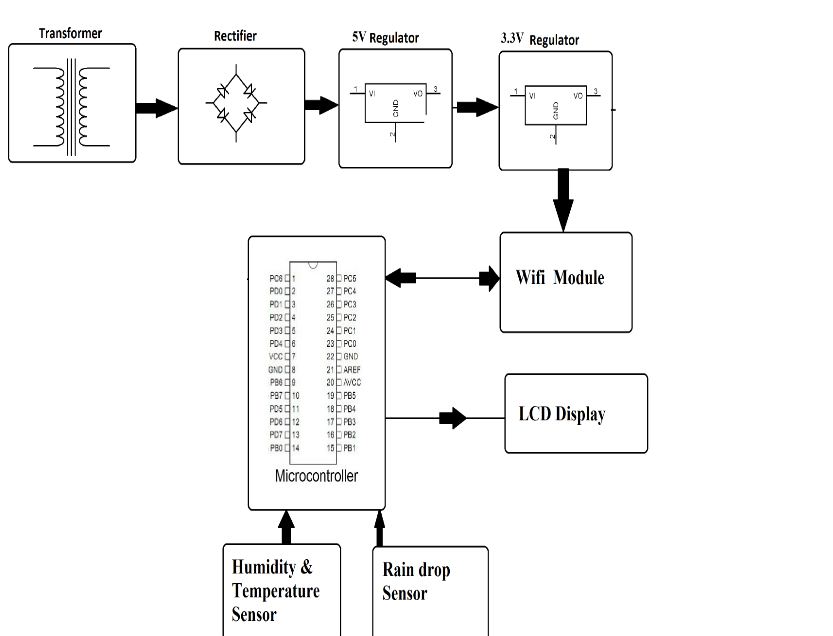 Transformer
Rectifier
5V Regulator
3.3V Regulator
1 VI VO 3
GND
2
1 VI VO 3
GND
2
Wifi Module
PC6 1 28 PC5
PD0 2 27 PC4
PD1 3 26 PC3
PD2 4 25 PC2
PD3 5 24 PC1
PD4 6 23 PC0
VCC 7 22 GND
GND 8 21 AREF
PB6 9 20 AVCC
PB7 10 19 PB5
PD5 11 18 PB4
PD6 12 17 PB3
PD7 13 16 PB2
PB0 14 15 PB1
Microcontroller
LCD Display
Humidity &
Temperature
Sensor
Rain drop
Sensor